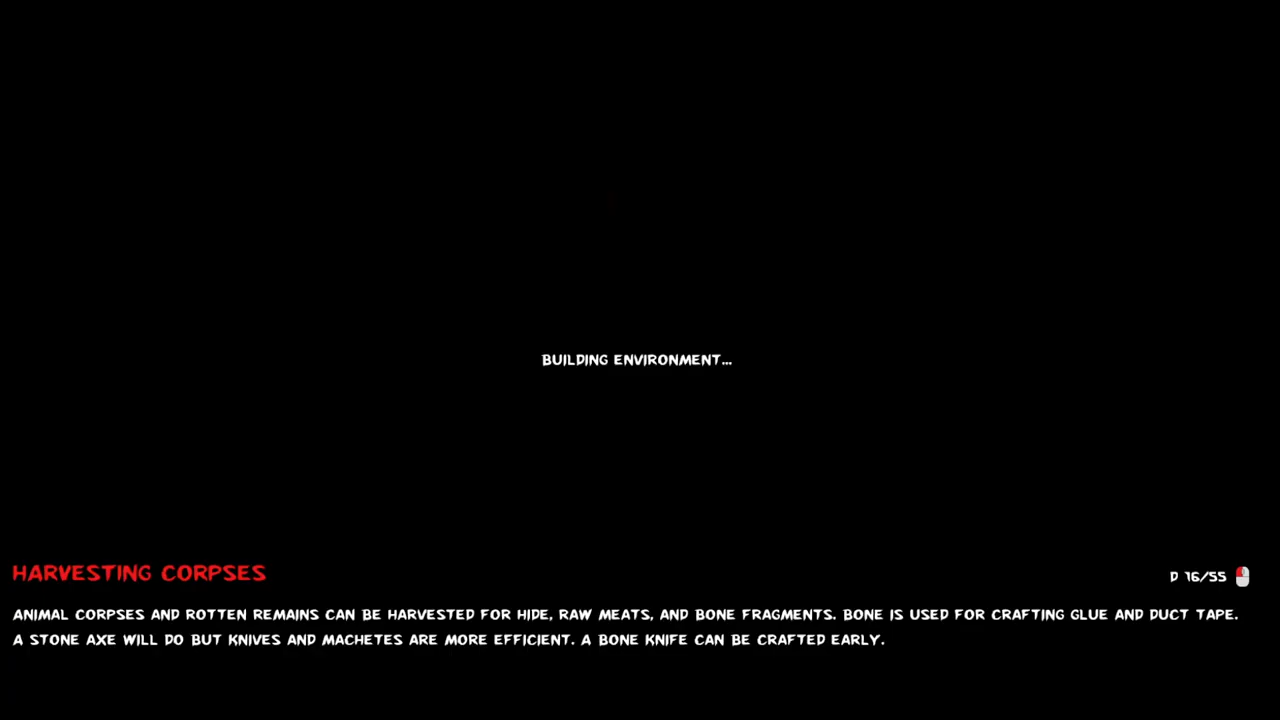 BUILDING ENVIRONMENT...
HARVESTING CORPSES
D 16/55
ANIMAL CORPSES AND ROTTEN REMAINS CAN BE HARVESTED FOR HIDE, RAW MEATS, AND BONE FRAGMENTS. BONE IS USED FOR CRAFTING GLUE AND DUCT TAPE.
A STONE AXE WILL DO BUT KNIVES AND MACHETES ARE MORE EFFICIENT. A BONE KNIFE CAN BE CRAFTED EARLY.